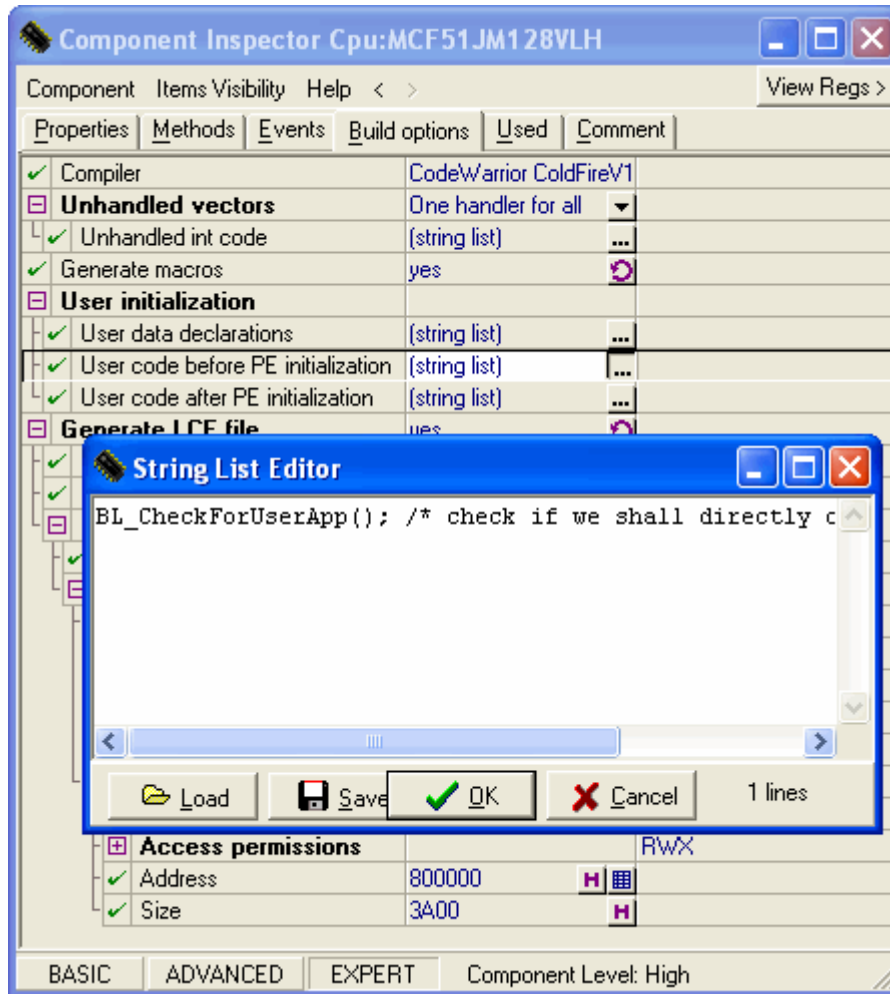 Component Inspector Cpu:MCF51JM128VLH
Component Items Visibility Help < > View Regs >
Properties Methods Events Build options Used Comment
Compiler CodeWarrior ColdFireV1
Unhandled vectors One handler for all
Unhandled int code (string list) ...
Generate macros yes
User initialization
User data declarations (string list) ...
User code before PE initialization (string list) ...
User code after PE initialization (string list) ...
Generate LCF file yes
String List Editor
BL_CheckForUserApp(); /* check if we shall directly
Load Save OK Cancel 1 lines
Access permissions RWX
Address 800000 H
Size 3A00 H
BASIC ADVANCED EXPERT Component Level: High